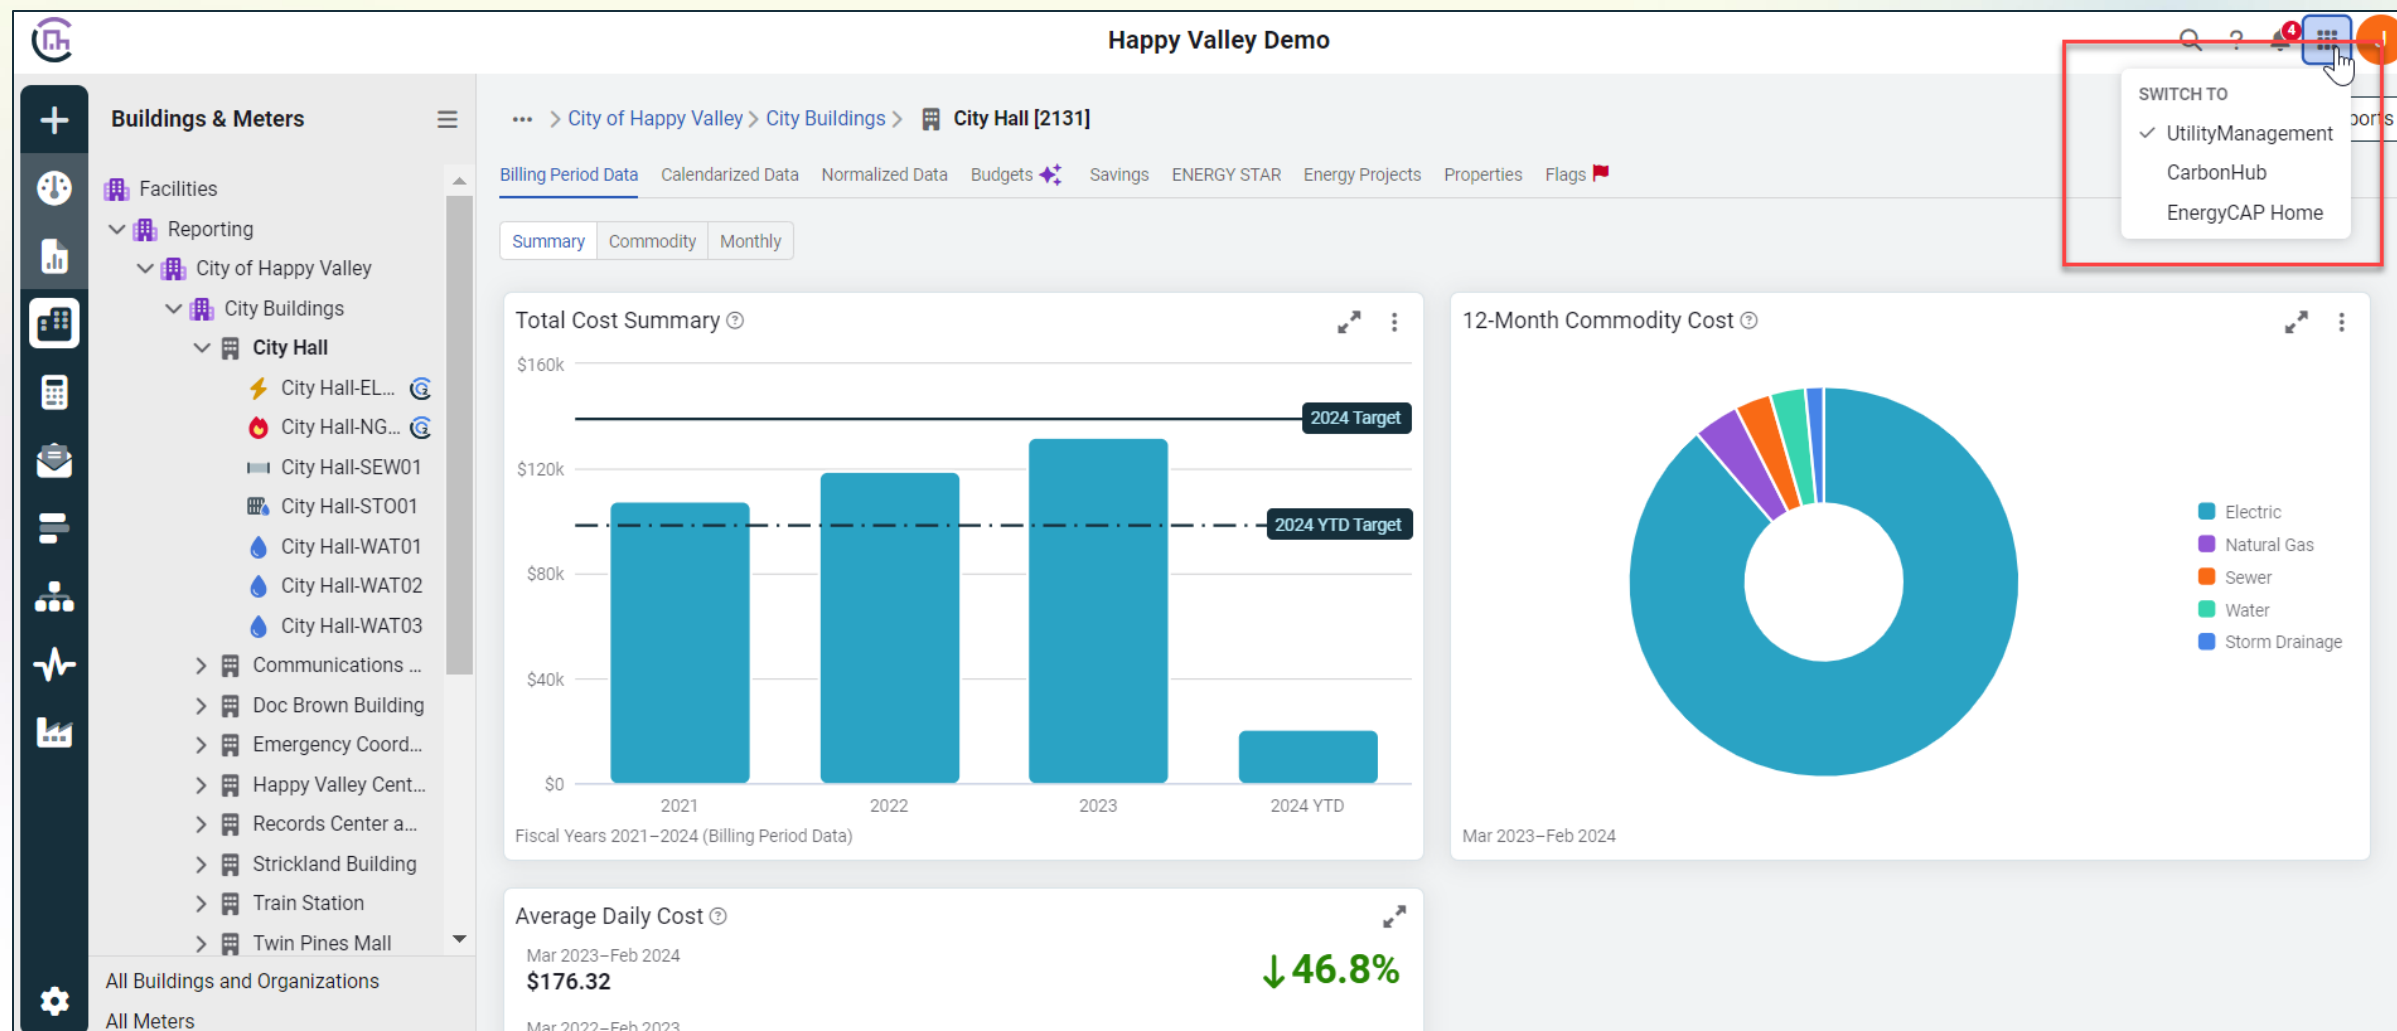 Happy Valley Demo
4
J
SWITCH TO
UtilityManagement
CarbonHub
EnergyCAP Home
Buildings & Meters
Facilities
Reporting
City of Happy Valley
City Buildings
City Hall
City Hall-EL...
City Hall-NG...
City Hall-SEW01
City Hall-STO01
City Hall-WAT01
City Hall-WAT02
City Hall-WAT03
Communications ...
Doc Brown Building
Emergency Coord...
Happy Valley Cent...
Records Center a...
Strickland Building
Train Station
Twin Pines Mall
All Buildings and Organizations
All Meters
... > City of Happy Valley > City Buildings > City Hall [2131]
Billing Period Data Calendarized Data Normalized Data Budgets Savings ENERGY STAR Energy Projects Properties Flags
Summary Commodity Monthly
Total Cost Summary
$160k
$120k
$80k
$40k
$0
2024 Target
2024 YTD Target
2021 2022 2023 2024 YTD
Fiscal Years 2021–2024 (Billing Period Data)
12-Month Commodity Cost
Electric
Natural Gas
Sewer
Water
Storm Drainage
Mar 2023–Feb 2024
Average Daily Cost
Mar 2023–Feb 2024
$176.32
↓46.8%
Mar 2022–Feb 2023